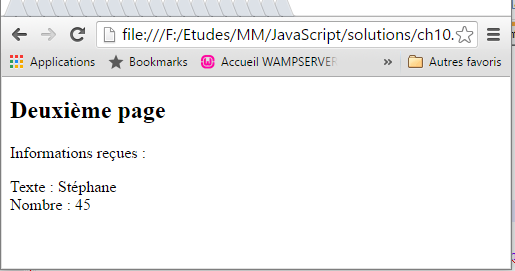 file:///F:/Etudes/MM/JavaScript/solutions/ch10.
Applications Bookmarks Accueil WAMPSERVER » Autres favoris
Deuxième page
Informations reçues :
Texte : Stéphane
Nombre : 45